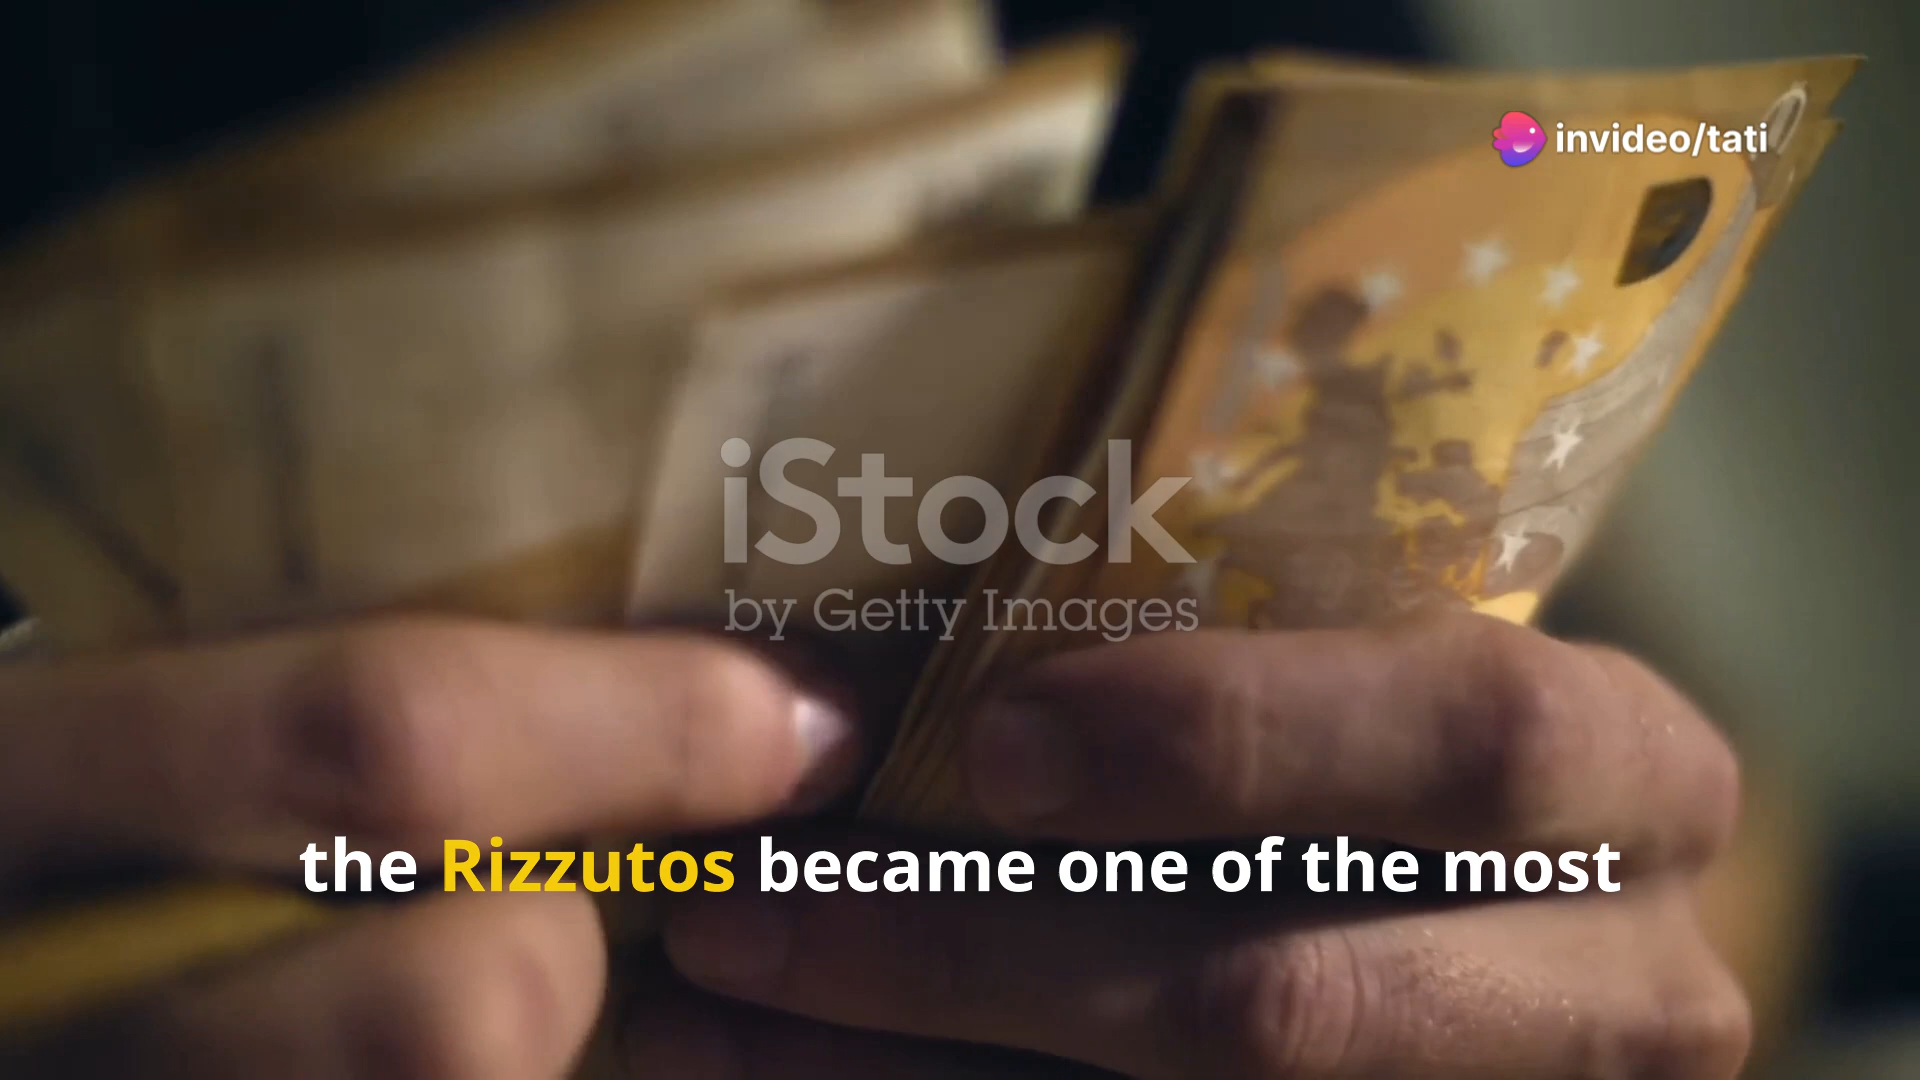 invideo/tati
iStock
by Getty Images
the Rizzutos became one of the most